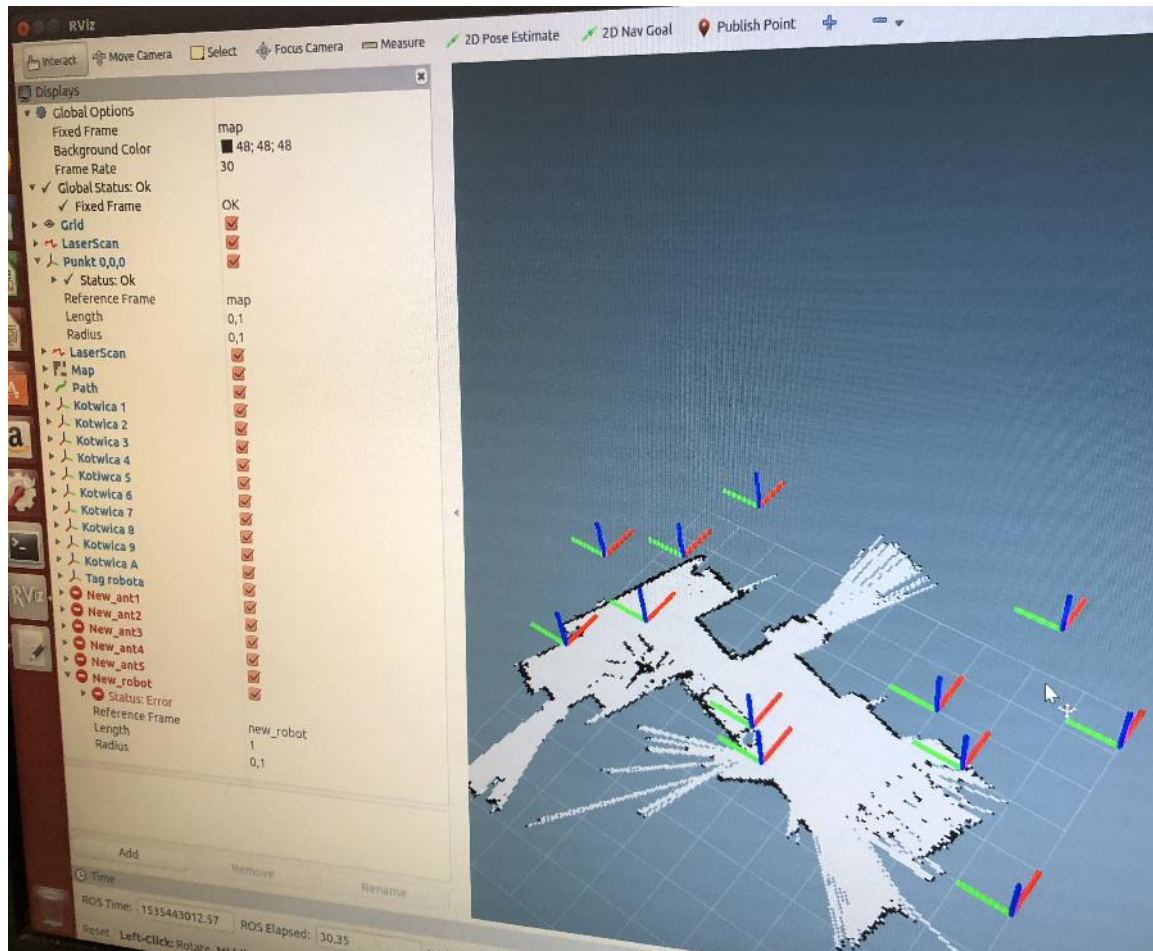 RViz
Interact Move Camera Select Focus Camera Measure 2D Pose Estimate 2D Nav Goal Publish Point
Displays
Global Options
Fixed Frame map
Background Color 48; 48; 48
Frame Rate 30
Global Status: Ok
Fixed Frame OK
Grid
LaserScan
Punkt 0,0,0
Status: Ok
Reference Frame map
Length 0,1
Radius 0,1
LaserScan
Map
Path
Kotwica 1
Kotwica 2
Kotwica 3
Kotwica 4
Kotiwca 5
Kotwica 6
Kotwica 7
Kotwica 8
Kotwica 9
Kotwica A
Tag robota
New_ant1
New_ant2
New_ant3
New_ant4
New_ant5
New_robot
Status: Error
Reference Frame new_robot
Length 1
Radius 0,1
Add Remove Rename
Time
ROS Time: 1535443012.57 ROS Elapsed: 30.35
Reset Left-Click: Rotate.
a
RViz